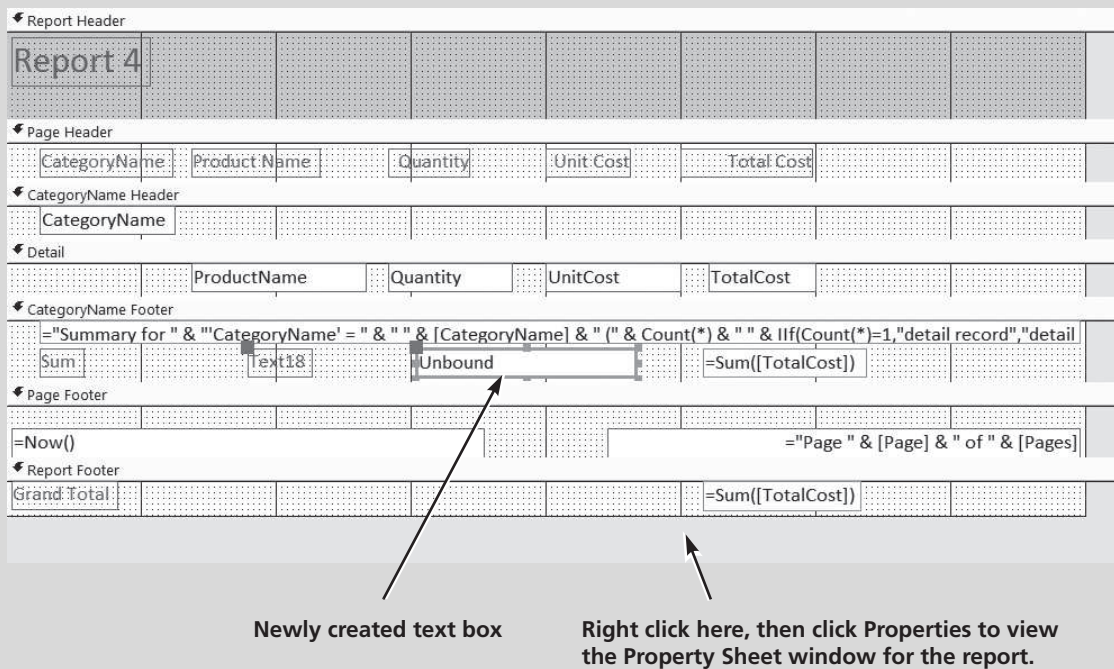 Report Header
Report 4
Page Header
CategoryName Product Name Quantity Unit Cost Total Cost
CategoryName Header
CategoryName
Detail
ProductName Quantity UnitCost TotalCost
CategoryName Footer
="Summary for " & "'CategoryName' = " & " " & [CategoryName] & " (" & Count(*) & " " & IIf(Count(*)=1,"detail record","detail
Sum Text18 Unbound =Sum([TotalCost])
Page Footer
=Now() ="Page " & [Page] & " of " & [Pages]
Report Footer
Grand Total =Sum([TotalCost])
Newly created text box
Right click here, then click Properties to view
the Property Sheet window for the report.